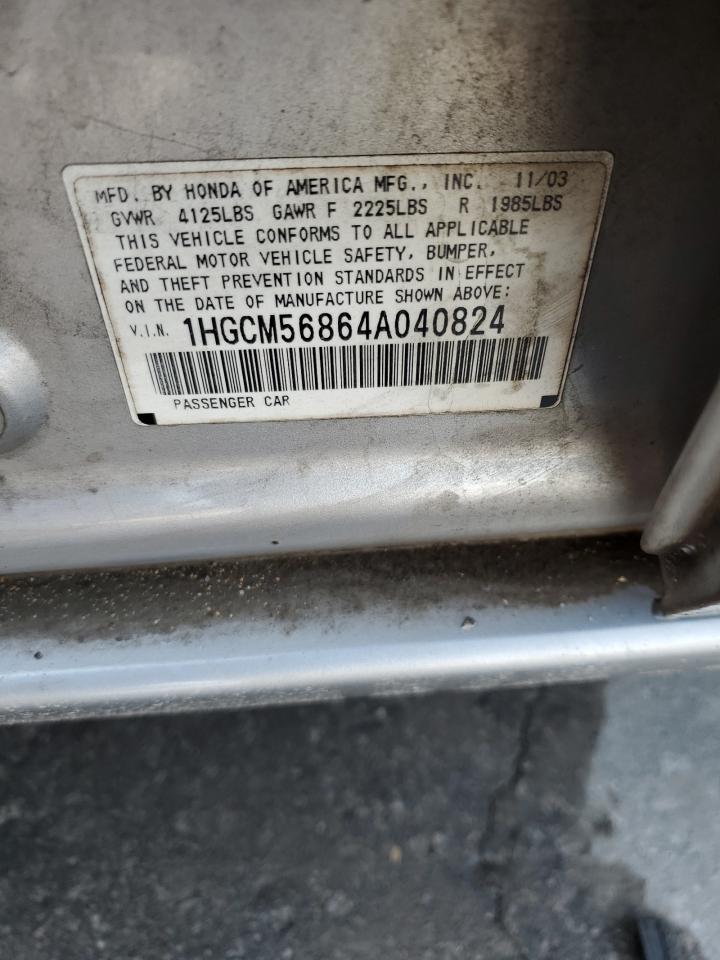 MFD. BY HONDA OF AMERICA MFG., INC. 11/03
GVWR 4125LBS GAWR F 2225LBS R 1985LBS
THIS VEHICLE CONFORMS TO ALL APPLICABLE
FEDERAL MOTOR VEHICLE SAFETY, BUMPER,
AND THEFT PREVENTION STANDARDS IN EFFECT
ON THE DATE OF MANUFACTURE SHOWN ABOVE:
V.I.N. 1HGCM56864A040824
PASSENGER CAR